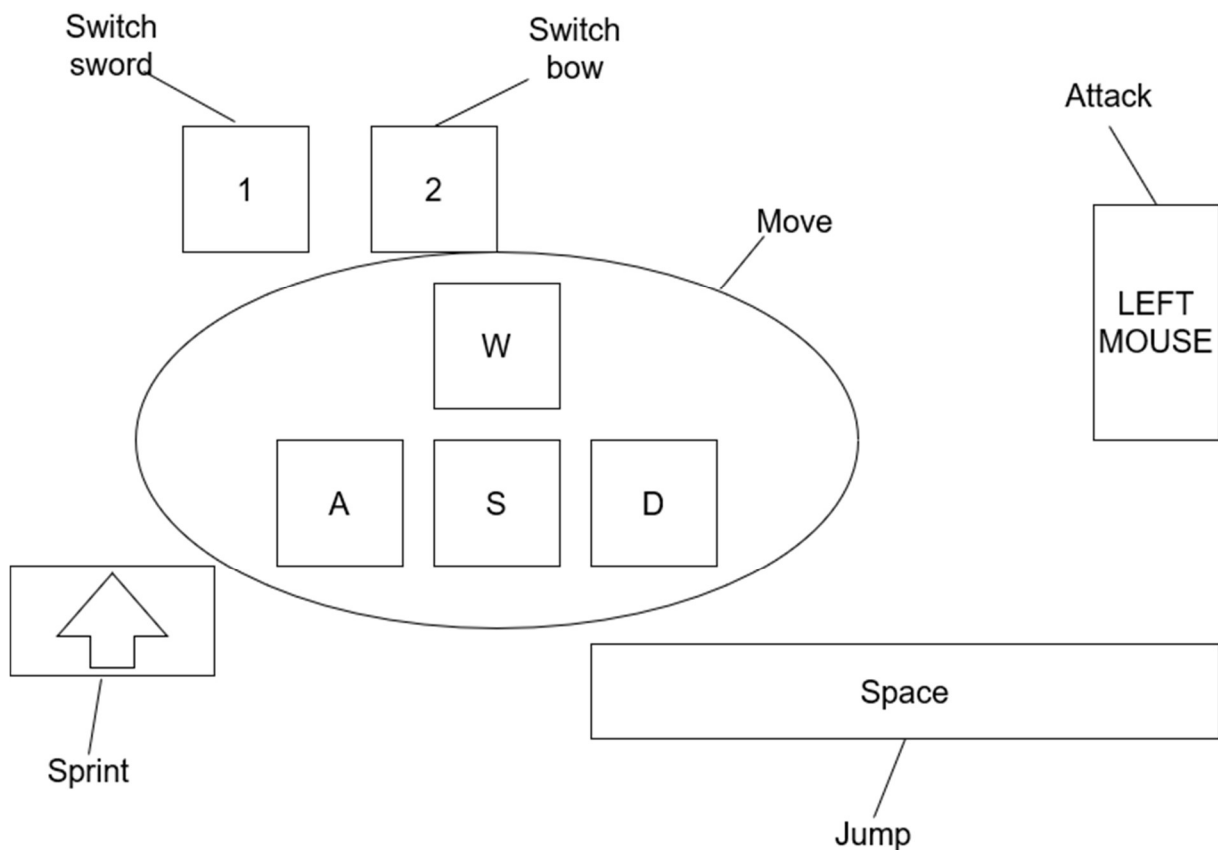 Switch
sword
Switch
bow
Attack
1
2
Move
W
LEFT
MOUSE
A
S
D
Space
Sprint
Jump